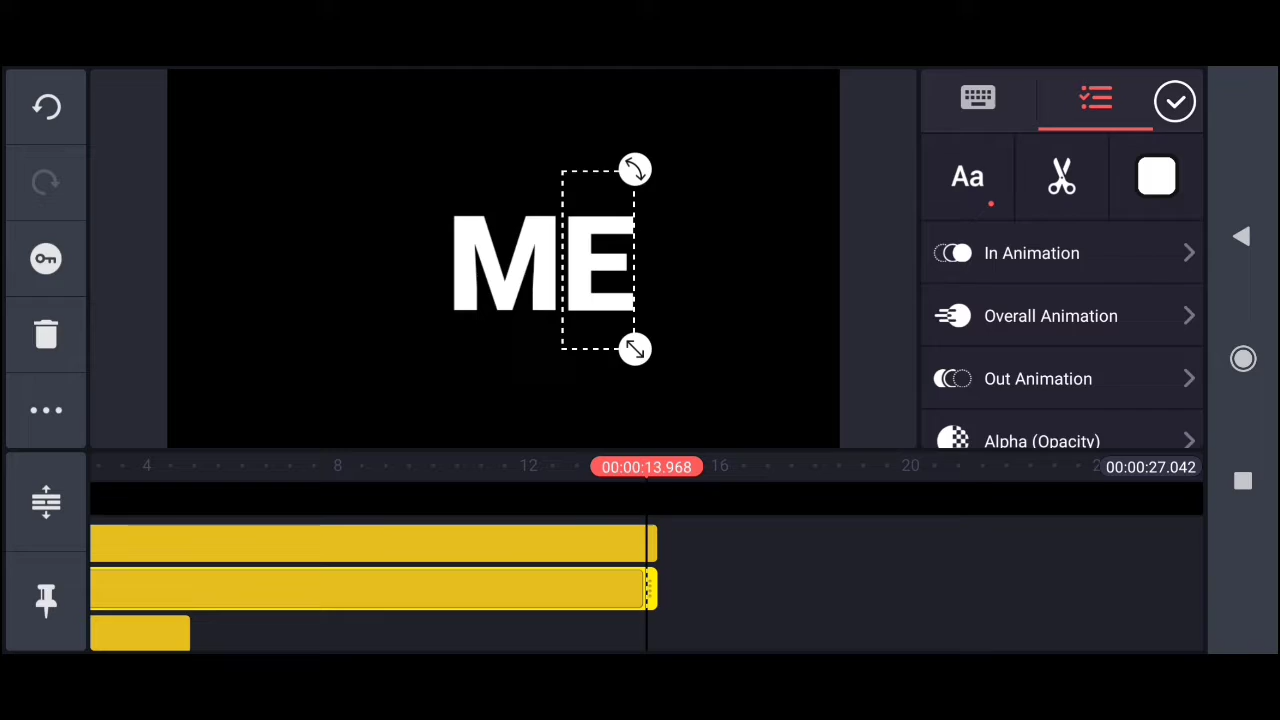 ME
Aa
In Animation
Overall Animation
Out Animation
Alpha (Opacity)
4
8
12
00:00:13.968
16
20
00:00:27.042